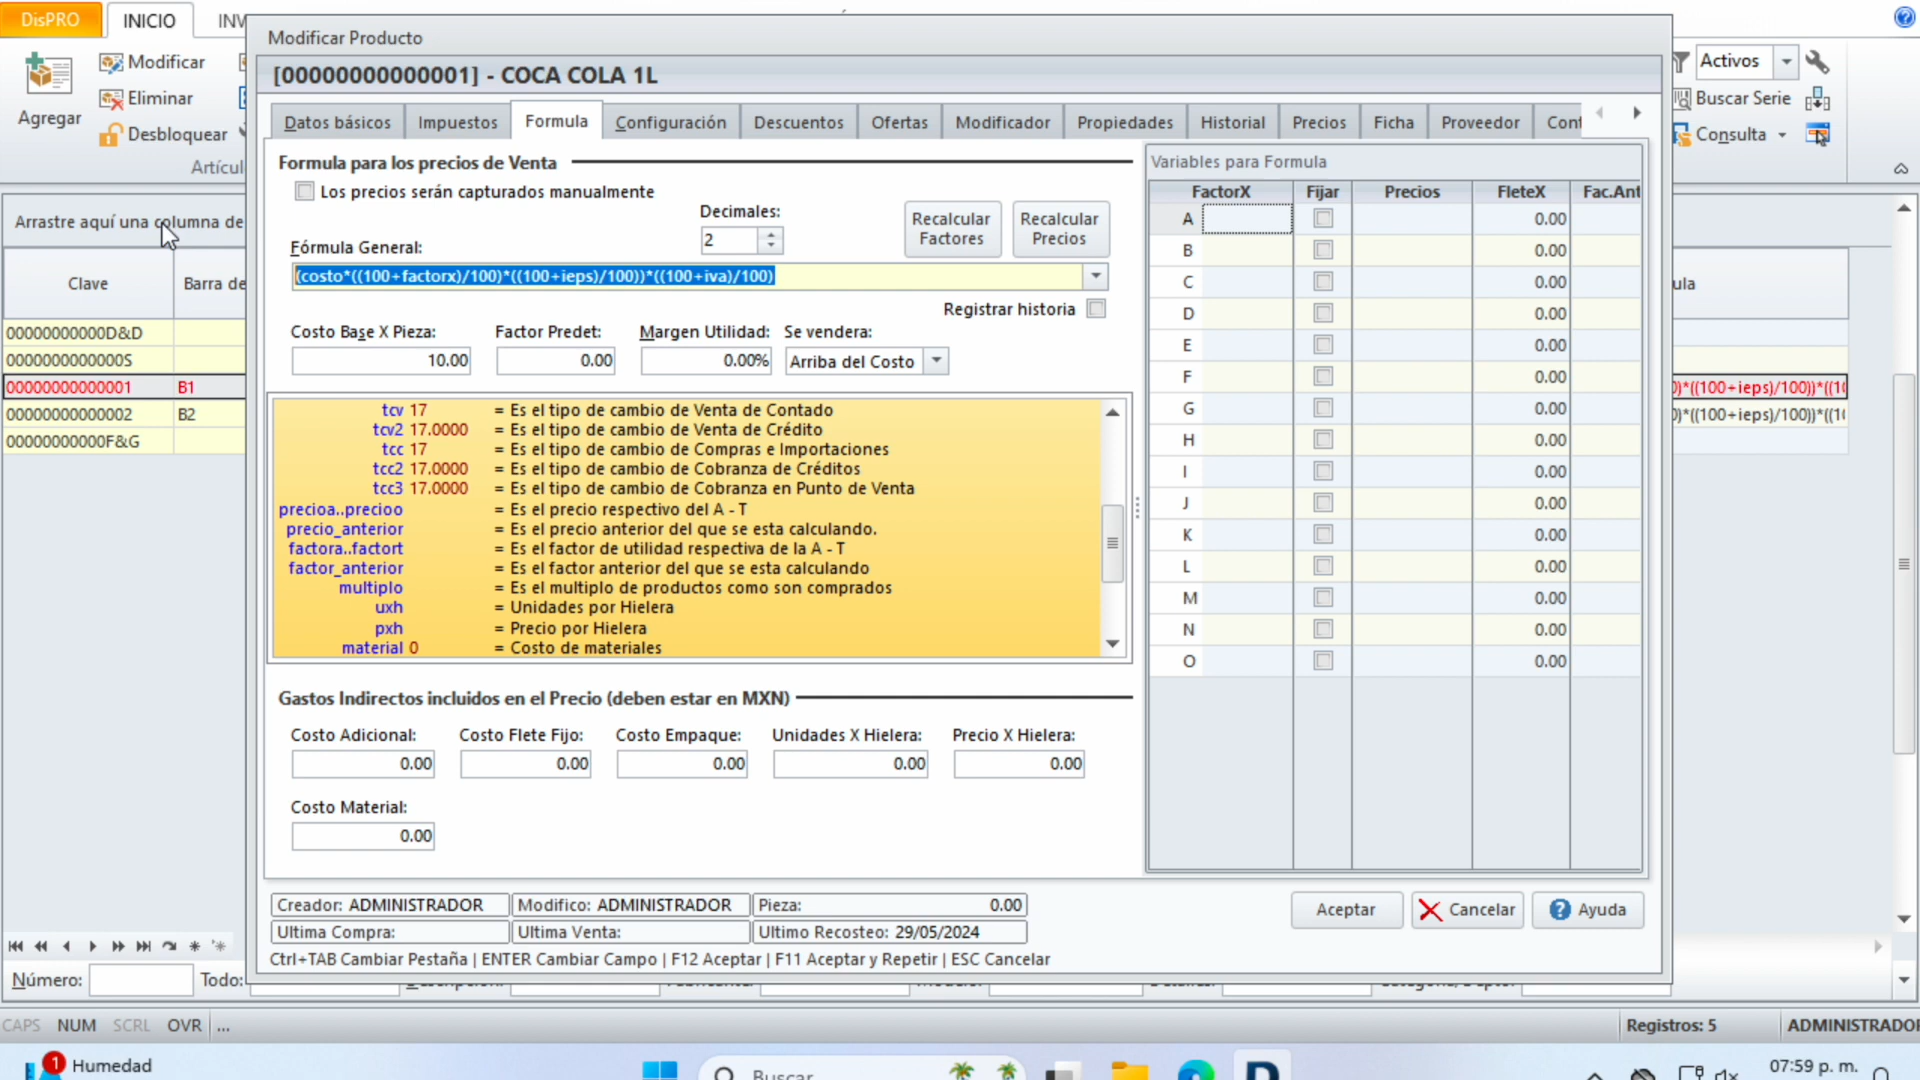 DisPRO
INICIO
INV
Agregar
Modificar
Eliminar
Desbloquear
Artícul
Activos
Buscar Serie
Consulta
Arrastre aquí una columna de
Clave
Barra de
ula
00000000000D&D
0000000000000S
00000000000001 B1
)*((100+ieps)/100))*((1
00000000000002 B2
)*((100+ieps)/100))*((1
00000000000F&G
Modificar Producto
[00000000000001] - COCA COLA 1L
Datos básicos
Impuestos
Formula
Configuración
Descuentos
Ofertas
Modificador
Propiedades
Historial
Precios
Ficha
Proveedor
Cont
Formula para los precios de Venta
Los precios serán capturados manualmente
Decimales:
2
Recalcular
Factores
Recalcular
Precios
Fórmula General:
(costo*((100+factorx)/100)*((100+ieps)/100))*((100+iva)/100)
Registrar historia
Costo Base X Pieza:
Factor Predet:
Margen Utilidad:
Se vendera:
10.00
0.00
0.00%
Arriba del Costo
tcv 17 = Es el tipo de cambio de Venta de Contado
tcv2 17.0000 = Es el tipo de cambio de Venta de Crédito
tcc 17 = Es el tipo de cambio de Compras e Importaciones
tcc2 17.0000 = Es el tipo de cambio de Cobranza de Créditos
tcc3 17.0000 = Es el tipo de cambio de Cobranza en Punto de Venta
precioa..precioo = Es el precio respectivo del A - T
precio_anterior = Es el precio anterior del que se esta calculando.
factora..factort = Es el factor de utilidad respectiva de la A - T
factor_anterior = Es el factor anterior del que se esta calculando
multiplo = Es el multiplo de productos como son comprados
uxh = Unidades por Hielera
pxh = Precio por Hielera
material 0 = Costo de materiales
Gastos Indirectos incluidos en el Precio (deben estar en MXN)
Costo Adicional:
Costo Flete Fijo:
Costo Empaque:
Unidades X Hielera:
Precio X Hielera:
0.00
0.00
0.00
0.00
0.00
Costo Material:
0.00
Variables para Formula
FactorX Fijar Precios FleteX Fac.Ant
A 0.00
B 0.00
C 0.00
D 0.00
E 0.00
F 0.00
G 0.00
H 0.00
I 0.00
J 0.00
K 0.00
L 0.00
M 0.00
N 0.00
O 0.00
Creador: ADMINISTRADOR
Modifico: ADMINISTRADOR
Pieza: 0.00
Ultima Compra:
Ultima Venta:
Ultimo Recosteo: 29/05/2024
Aceptar
Cancelar
Ayuda
Ctrl+TAB Cambiar Pestaña | ENTER Cambiar Campo | F12 Aceptar | F11 Aceptar y Repetir | ESC Cancelar
Número:
Todo:
CAPS NUM SCRL OVR ...
Registros: 5
ADMINISTRADO
1
Humedad
Buscar
07:59 p. m.